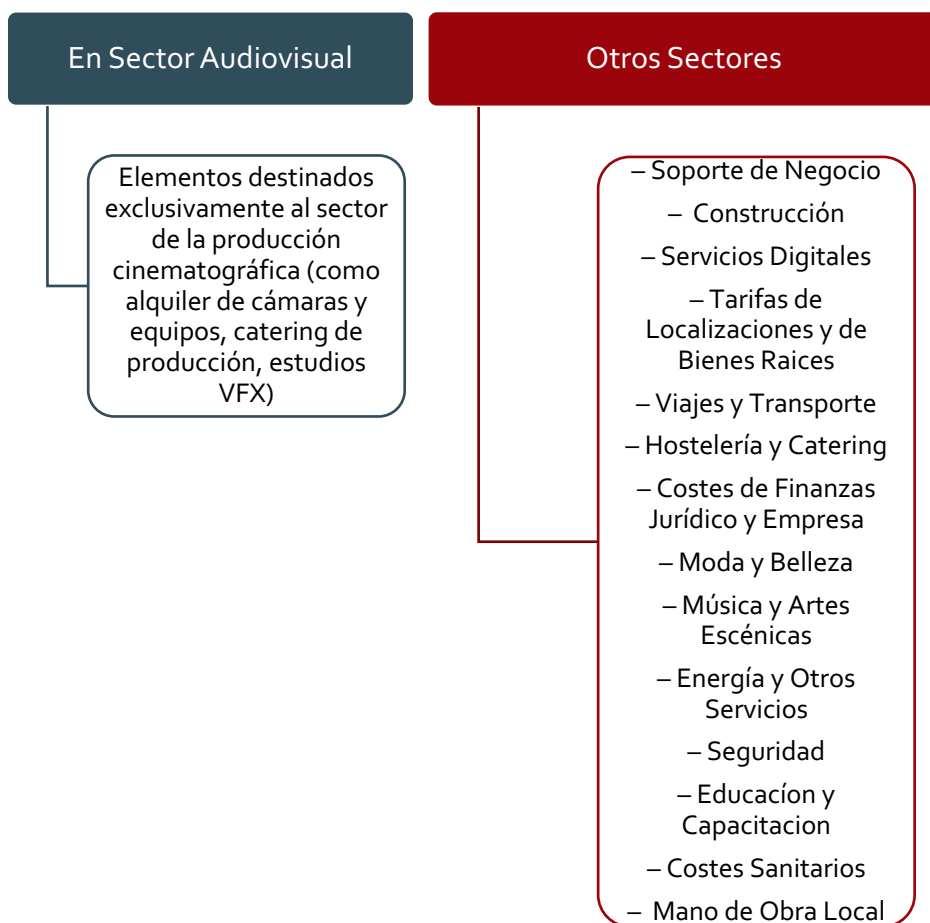 En Sector Audiovisual
Elementos destinados
exclusivamente al sector
de la producción
cinematográfica (como
alquiler de cámaras y
equipos, catering de
producción, estudios
VFX)
Otros Sectores
– Soporte de Negocio
– Construcción
– Servicios Digitales
– Tarifas de
Localizaciones y de
Bienes Raices
– Viajes y Transporte
– Hostelería y Catering
– Costes de Finanzas
Jurídico y Empresa
– Moda y Belleza
– Música y Artes
Escénicas
– Energía y Otros
Servicios
– Seguridad
– Educacíon y
Capacitacion
– Costes Sanitarios
– Mano de Obra Local